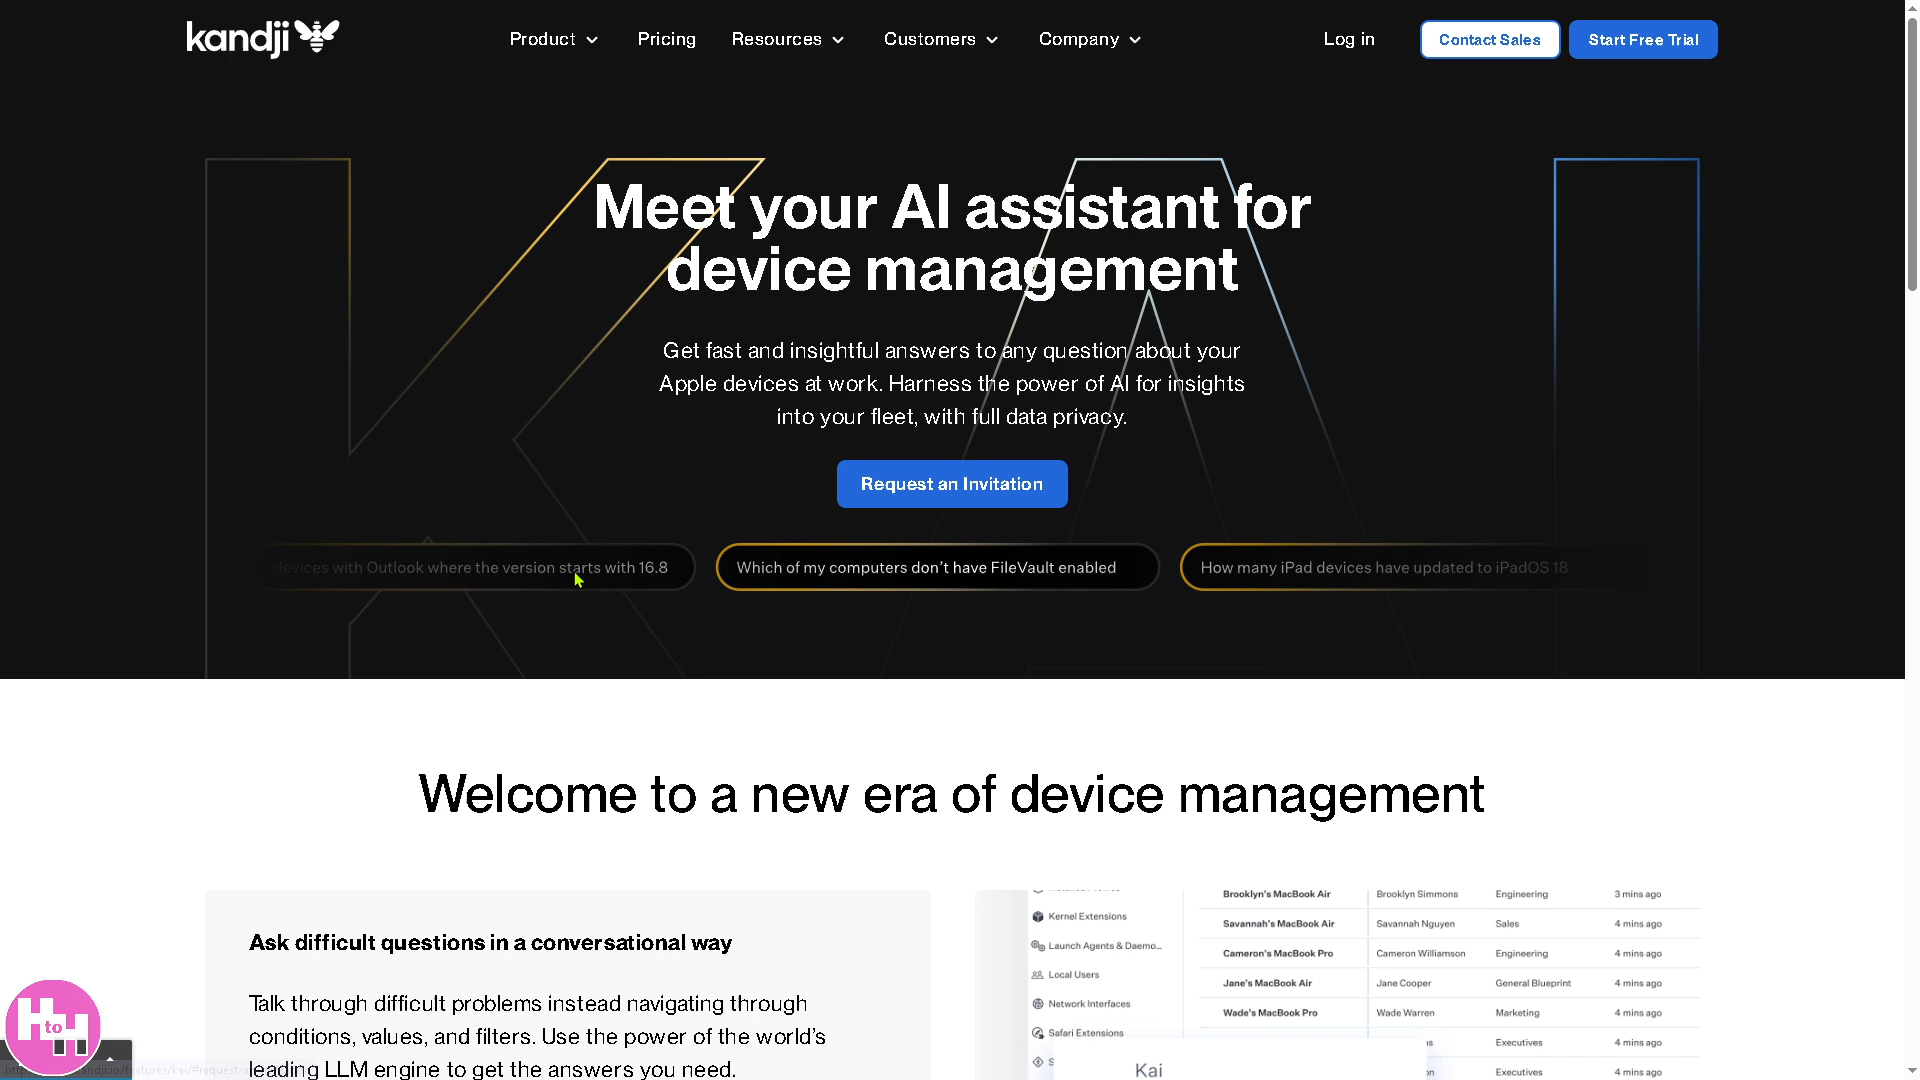 kandji
Product
Pricing
Resources
Customers
Company
Log in
Contact Sales
Start Free Trial
Meet your AI assistant for
device management
Get fast and insightful answers to any question about your
Apple devices at work. Harness the power of AI for insights
into your fleet, with full data privacy.
Request an Invitation
devices with Outlook where the version starts with 16.8
Which of my computers don't have FileVault enabled
How many iPad devices have updated to iPadOS 18
Welcome to a new era of device management
Ask difficult questions in a conversational way
Talk through difficult problems instead navigating through
conditions, values, and filters. Use the power of the world's
leading LLM engine to get the answers you need.
Kernel Extensions
Launch Agents & Daemo...
Local Users
Network Interfaces
Safari Extensions
Brooklyn's MacBook Air Brooklyn Simmons Engineering 3 mins ago
Savannah's MacBook Air Savannah Nguyen Sales 4 mins ago
Cameron's MacBook Pro Cameron Williamson Engineering 4 mins ago
Jane's MacBook Air Jane Cooper General Blueprint 4 mins ago
Wade's MacBook Pro Wade Warren Marketing 4 mins ago
Executives 4 mins ago
Executives 4 mins ago
Kai
H to H